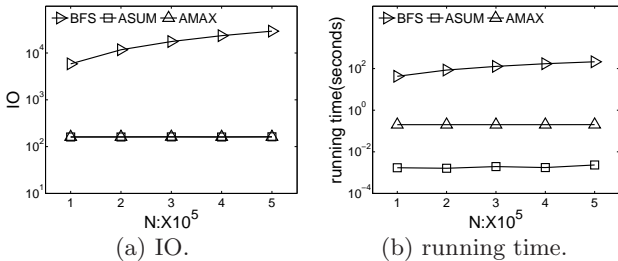 BFS ASUM AMAX
10^4
10^3
10^2
10^1
IO
1 2 3 4 5
N:X10^5
(a) IO.
BFS ASUM AMAX
10^2
10^0
10^-2
10^-4
running time(seconds)
1 2 3 4 5
N:X10^5
(b) running time.